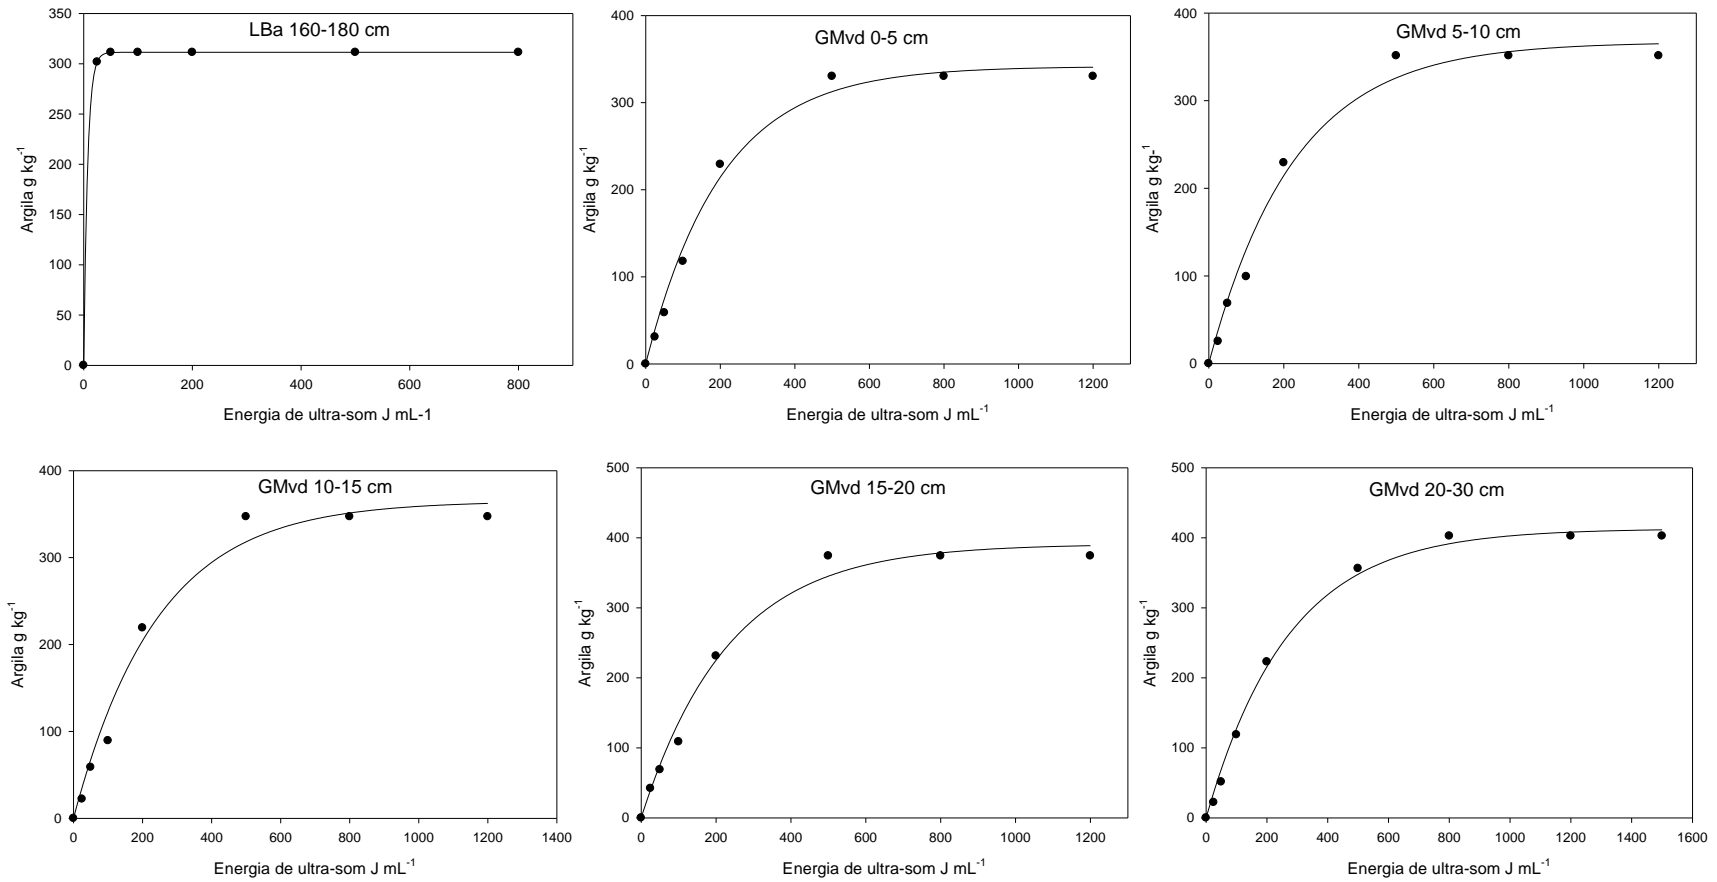 LBa 160-180 cm
Argila g kg-1
350
300
250
200
150
100
50
0
0 200 400 600 800
Energia de ultra-som J mL-1
GMvd 0-5 cm
Argila g kg-1
400
300
200
100
0
0 200 400 600 800 1000 1200
Energia de ultra-som J mL-1
GMvd 5-10 cm
Argila g kg-
400
300
200
100
0
0 200 400 600 800 1000 1200
Energia de ultra-som J mL-1
GMvd 10-15 cm
Argila g kg-1
400
300
200
100
0
0 200 400 600 800 1000 1200 1400
Energia de ultra-som J mL-1
GMvd 15-20 cm
Argila g kg-1
500
400
300
200
100
0
0 200 400 600 800 1000 1200
Energia de ultra-som J mL-1
GMvd 20-30 cm
Argila g kg-1
500
400
300
200
100
0
0 200 400 600 800 1000 1200 1400 1600
Energia de ultra-som J mL-1